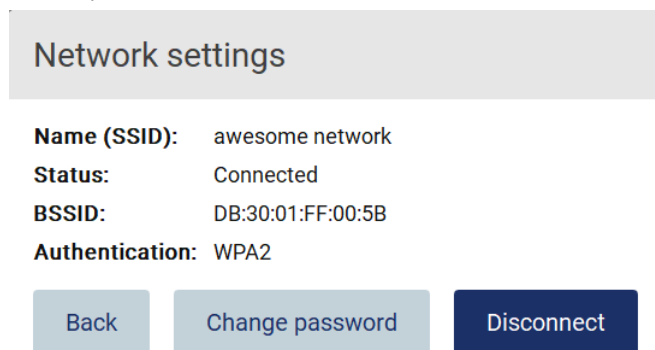 Network settings
Name (SSID): awesome network
Status: Connected
BSSID: DB:30:01:FF:00:5B
Authentication: WPA2
Back Change password Disconnect